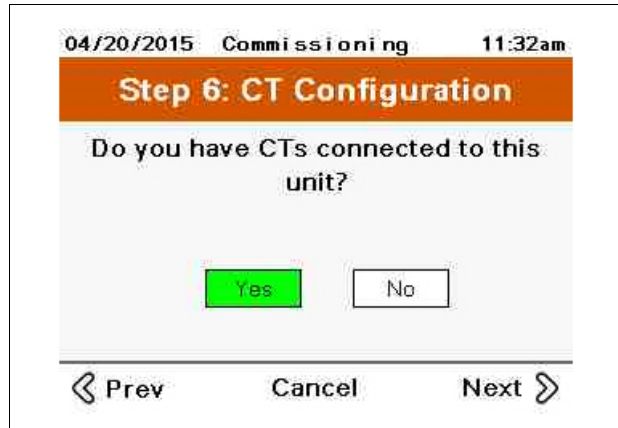 04/20/2015 Commissioning 11:32am
Step 6: CT Configuration
Do you have CTs connected to this
unit?
Yes No
Prev Cancel Next